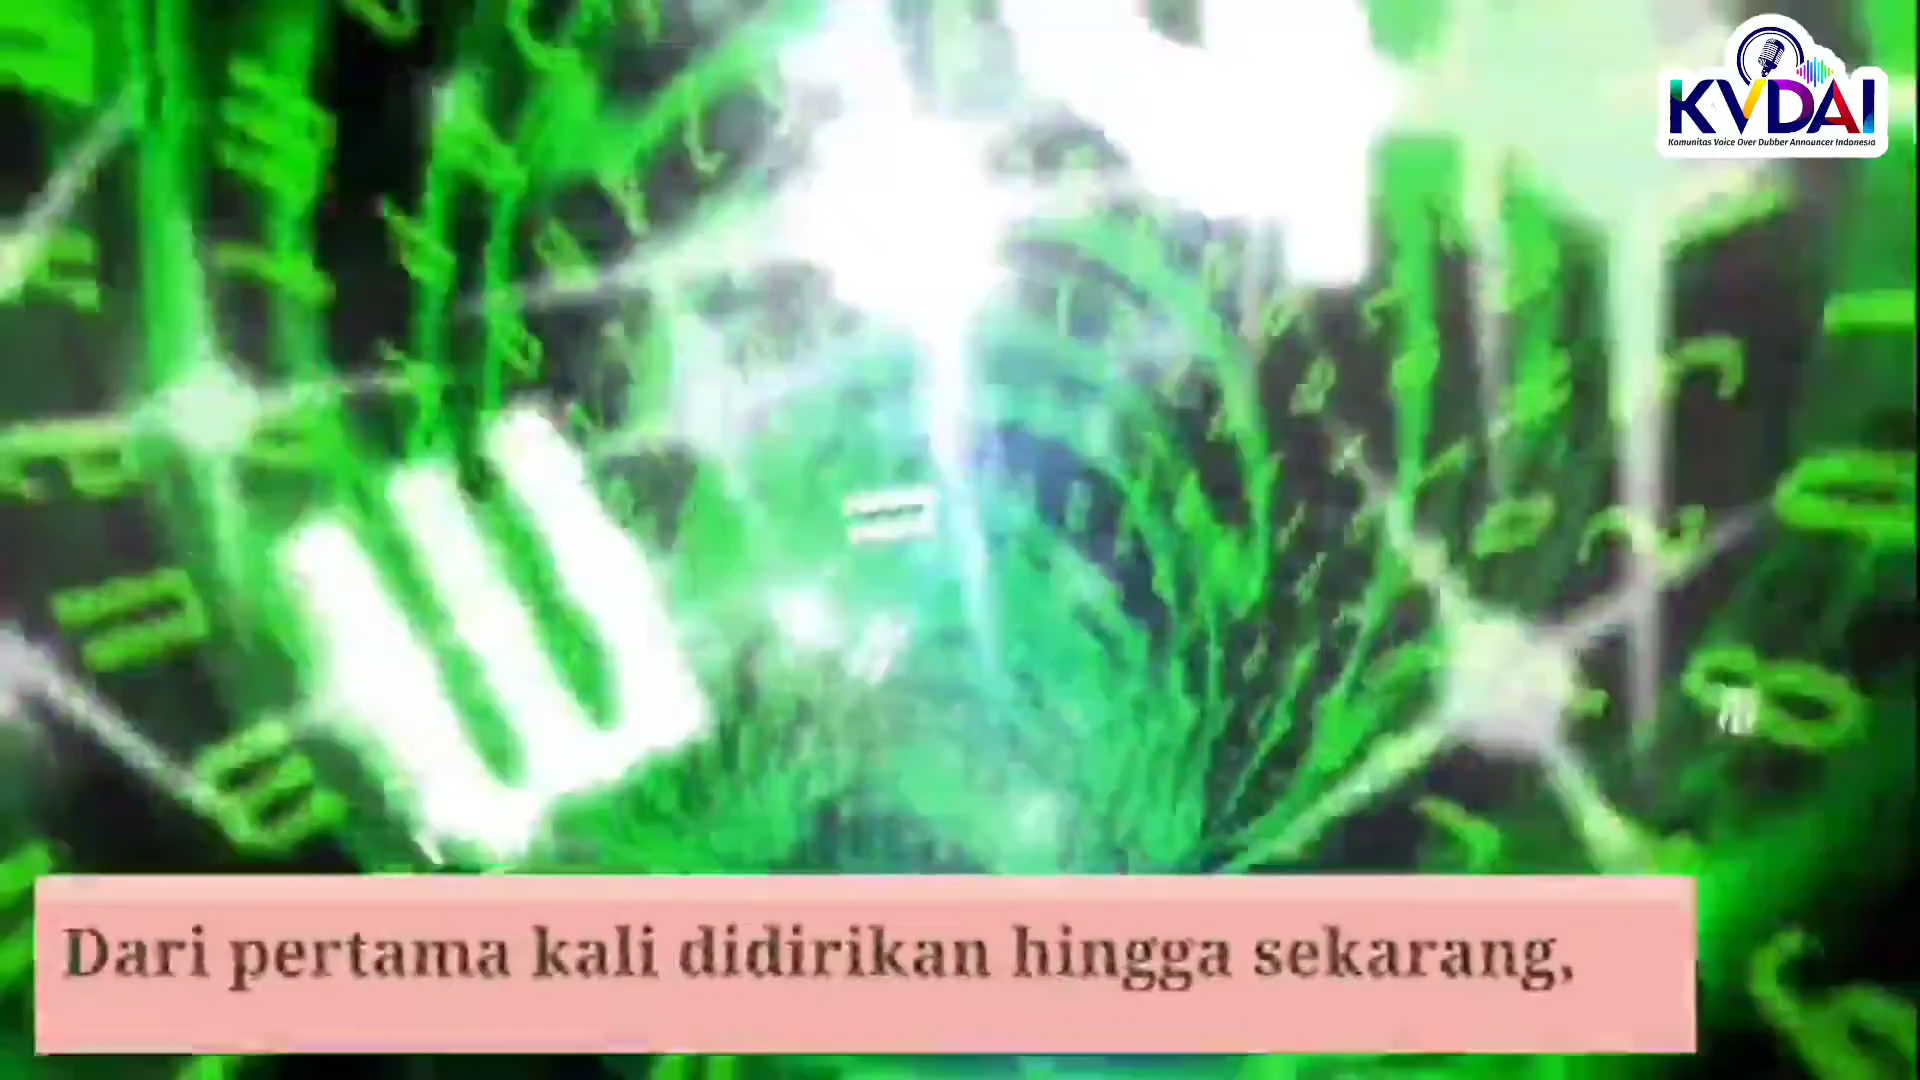 KVDAI
Komunitas Voice Over Dubber Announcer Indonesia
Dari pertama kali didirikan hingga sekarang,